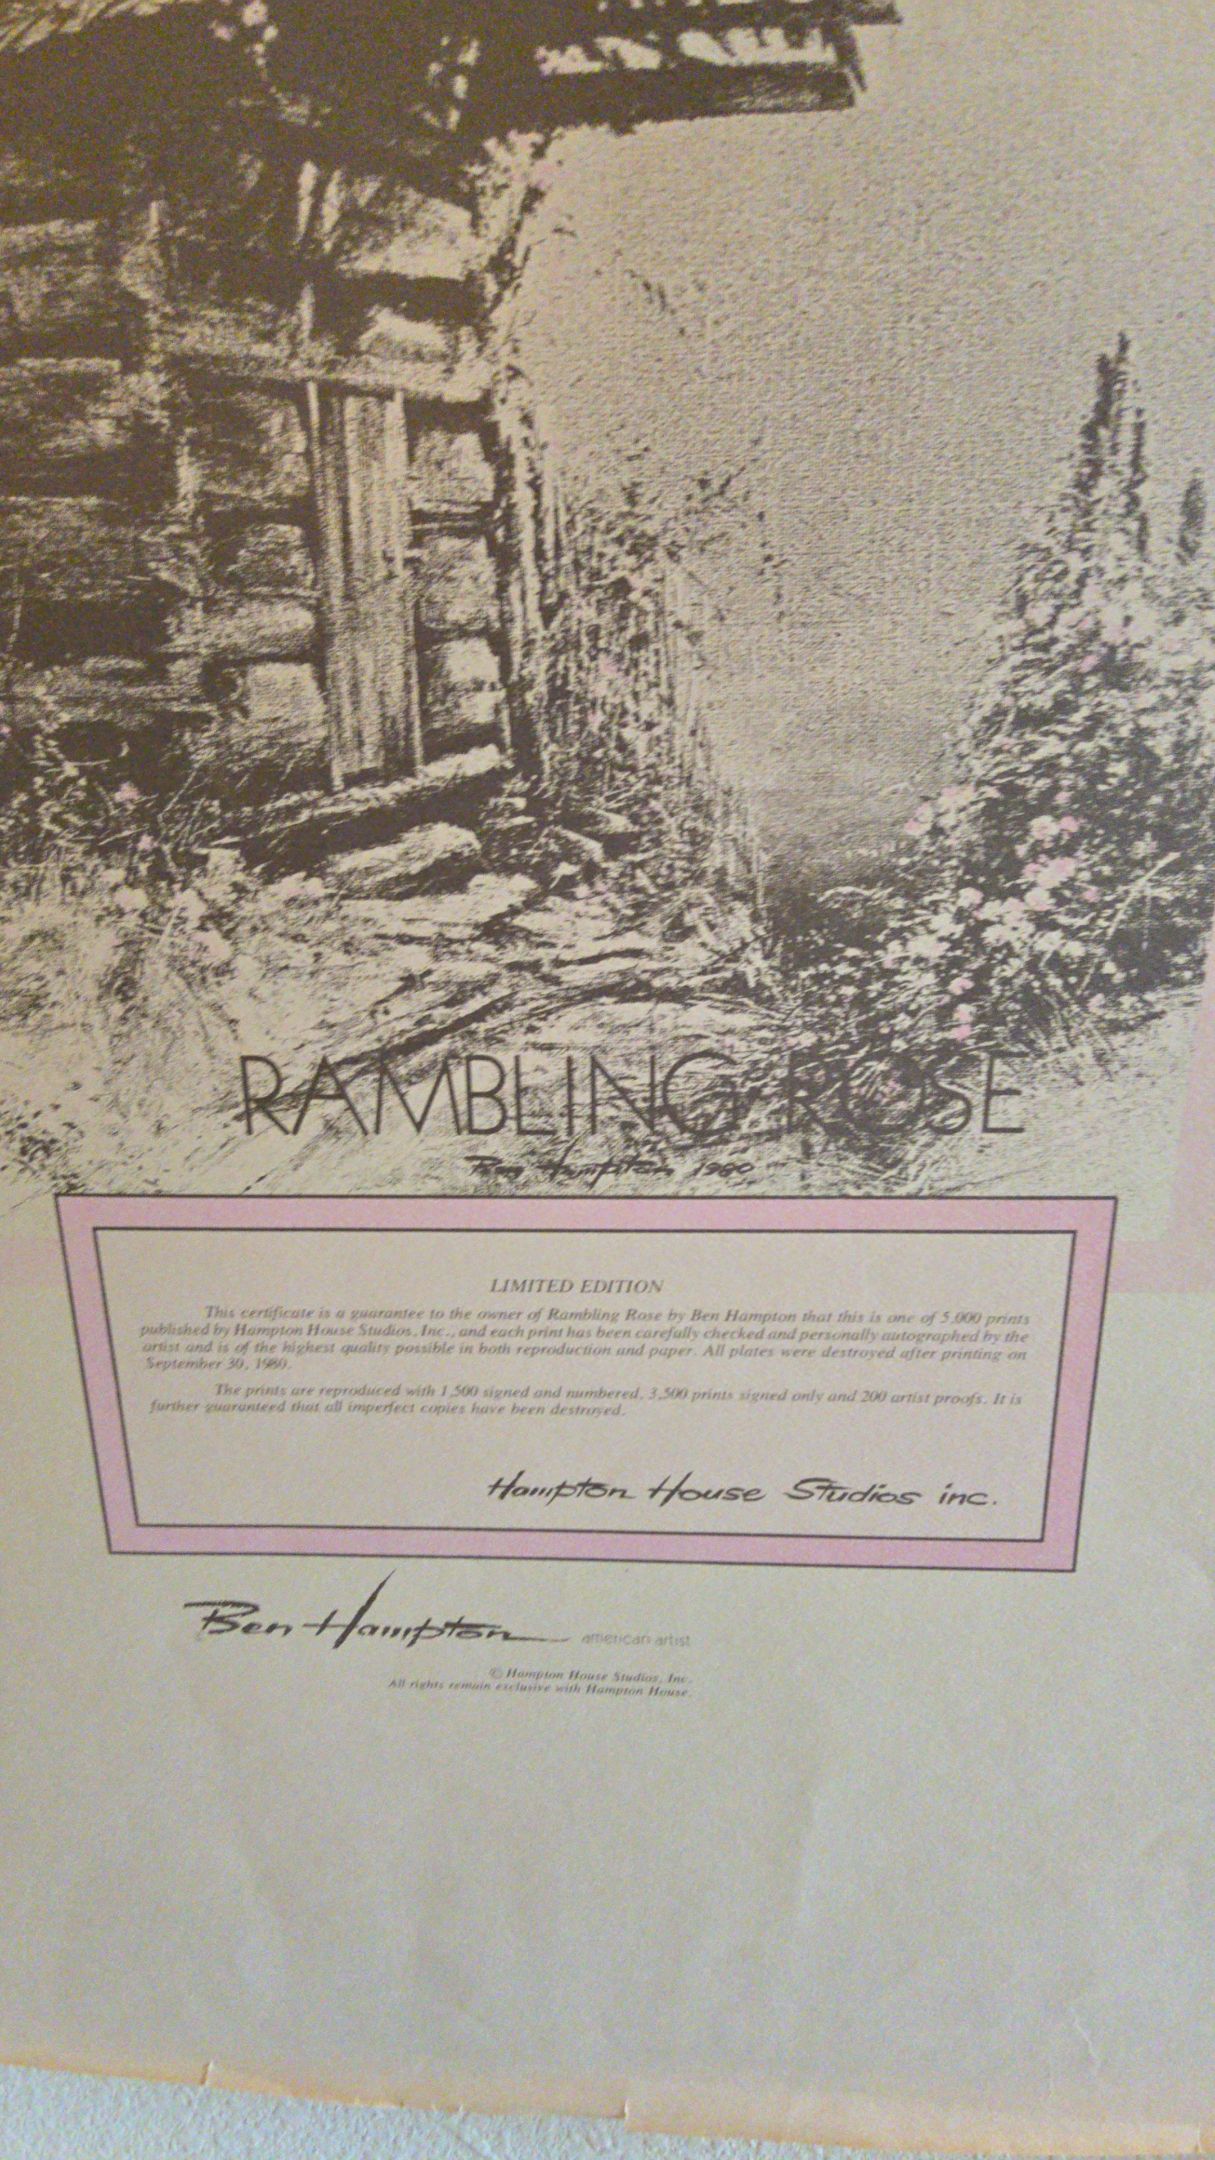 RAMBLING ROSE
Ben Hampton 1980
LIMITED EDITION
This certificate is a guarantee to the owner of Rambling Rose by Ben Hampton that this is one of 5,000 prints
published by Hampton House Studios, Inc., and each print has been carefully checked and personally autographed by the
artist and is of the highest quality possible in both reproduction and paper. All plates were destroyed after printing on
September 30, 1980.
The prints are reproduced with 1,500 signed and numbered, 3,500 prints signed only and 200 artist proofs. It is
further guaranteed that all imperfect copies have been destroyed.
Hampton House Studios inc.
Ben Hampton american artist
© Hampton House Studios, Inc.
All rights remain exclusive with Hampton House.